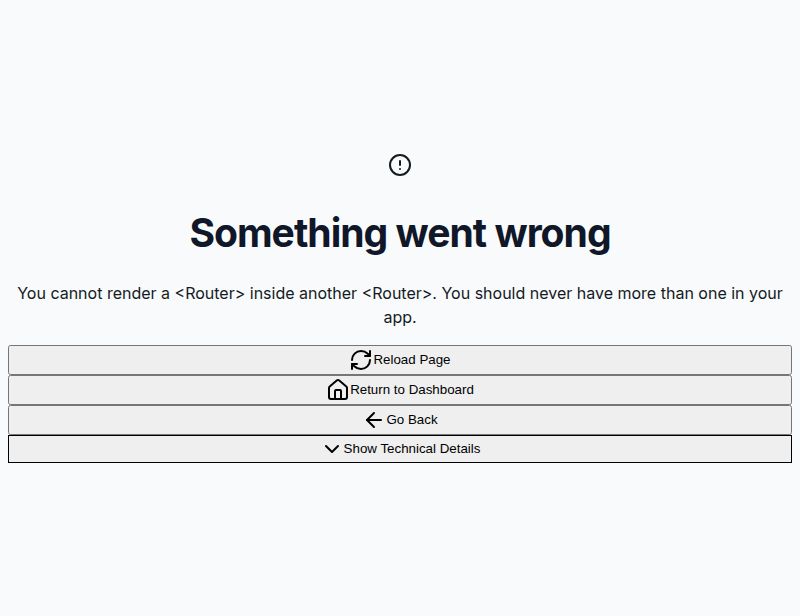 Something went wrong
You cannot render a <Router> inside another <Router>. You should never have more than one in your
app.
Reload Page
Return to Dashboard
Go Back
Show Technical Details